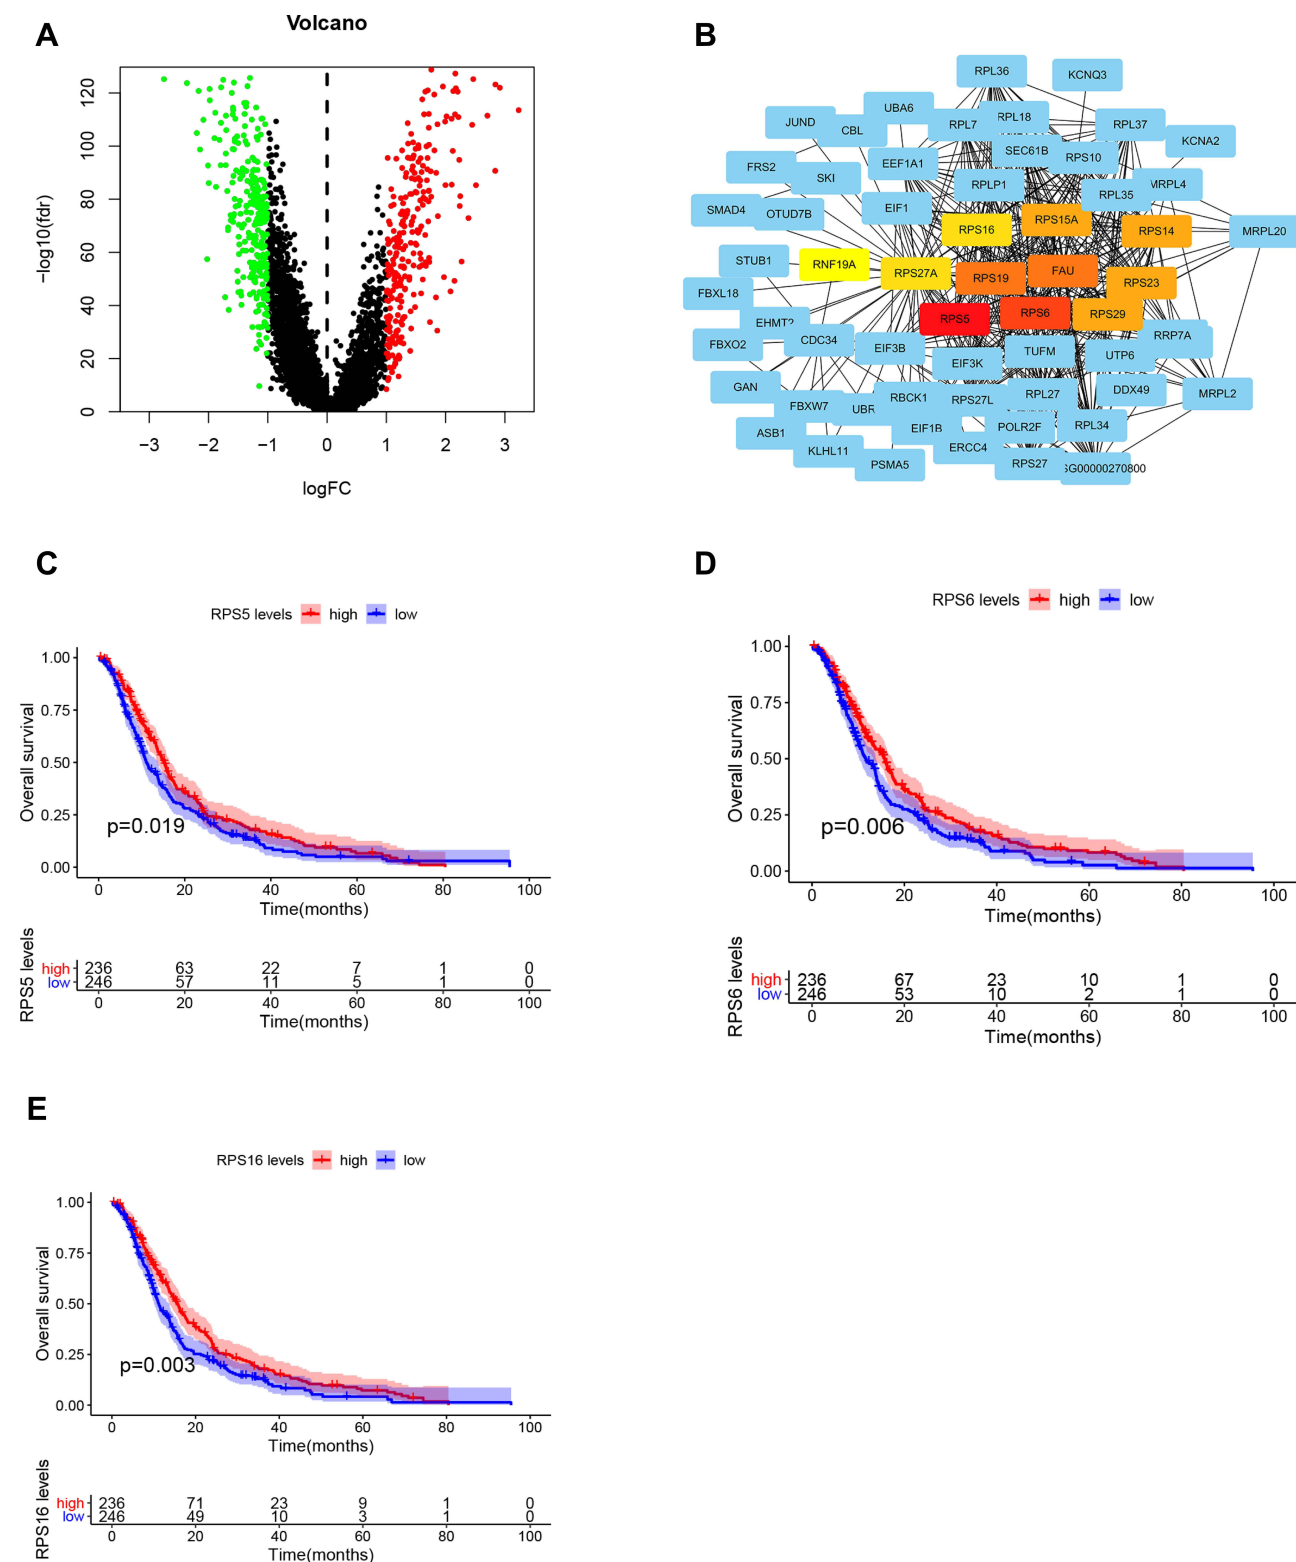 A
Volcano
−log10(fdr)
120
100
80
60
40
20
0
−3 −2 −1 0 1 2 3
logFC
B
RPL36
KCNQ3
UBA6
JUND
CBL
RPL7
RPL18
RPL37
KCNA2
SEC61B
RPS10
FRS2
SKI
EEF1A1
RPLP1
RPL35
MRPL4
SMAD4
OTUD7B
EIF1
RPS16
RPS15A
RPS14
MRPL20
STUB1
RNF19A
RPS27A
RPS19
FAU
RPS23
FBXL18
EHMT2
RPS5
RPS6
RPS29
FBXO2
CDC34
EIF3B
EIF3K
TUFM
UTP6
RRP7A
GAN
FBXW7
UBR
RBCK1
RPS27L
RPL27
DDX49
MRPL2
ASB1
KLHL11
PSMA5
EIF1B
ERCC4
POLR2F
RPL34
RPS27
SG00000270800
C
RPS5 levels high low
Overall survival
1.00
0.75
0.50
0.25
0.00
p=0.019
0 20 40 60 80 100
Time(months)
RPS5 levels
high 236 63 22 7 1 0
low 246 57 11 5 1 0
0 20 40 60 80 100
Time(months)
D
RPS6 levels high low
Overall survival
1.00
0.75
0.50
0.25
0.00
p=0.006
0 20 40 60 80 100
Time(months)
RPS6 levels
high 236 67 23 10 1 0
low 246 53 10 2 1 0
0 20 40 60 80 100
Time(months)
E
RPS16 levels high low
Overall survival
1.00
0.75
0.50
0.25
0.00
p=0.003
0 20 40 60 80 100
Time(months)
RPS16 levels
high 236 71 23 9 1 0
low 246 49 10 3 1 0
0 20 40 60 80 100
Time(months)